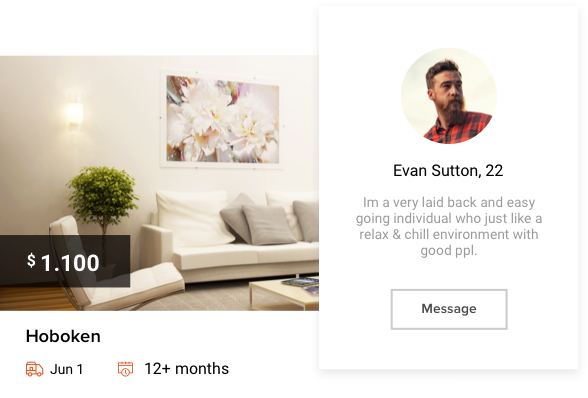 $ 1.100
Hoboken
Jun 1
12+ months
Evan Sutton, 22
Im a very laid back and easy
going individual who just like a
relax & chill environment with
good ppl.
Message